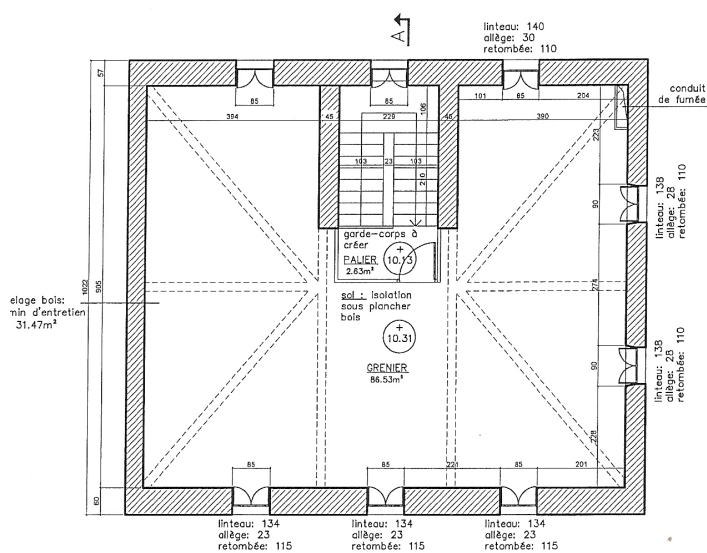 A
linteau: 140
allège: 30
retombée: 110
conduit
de fumée
57
85
85
101
85
204
394
45
229
106
45
390
223
103
23
103
210
linteau: 138
allège: 28
retombée: 110
90
garde-corps à
créer
PALIER
2.63m²
10.13
1022
905
274
elage bois:
min d'entretien
31.47m²
sol : isolation
sous plancher
bois
10.31
GRENIER
86.53m²
linteau: 138
allège: 28
retombée: 110
90
228
85
85
221
85
201
60
linteau: 134
allège: 23
retombée: 115
linteau: 134
allège: 23
retombée: 115
linteau: 134
allège: 23
retombée: 115